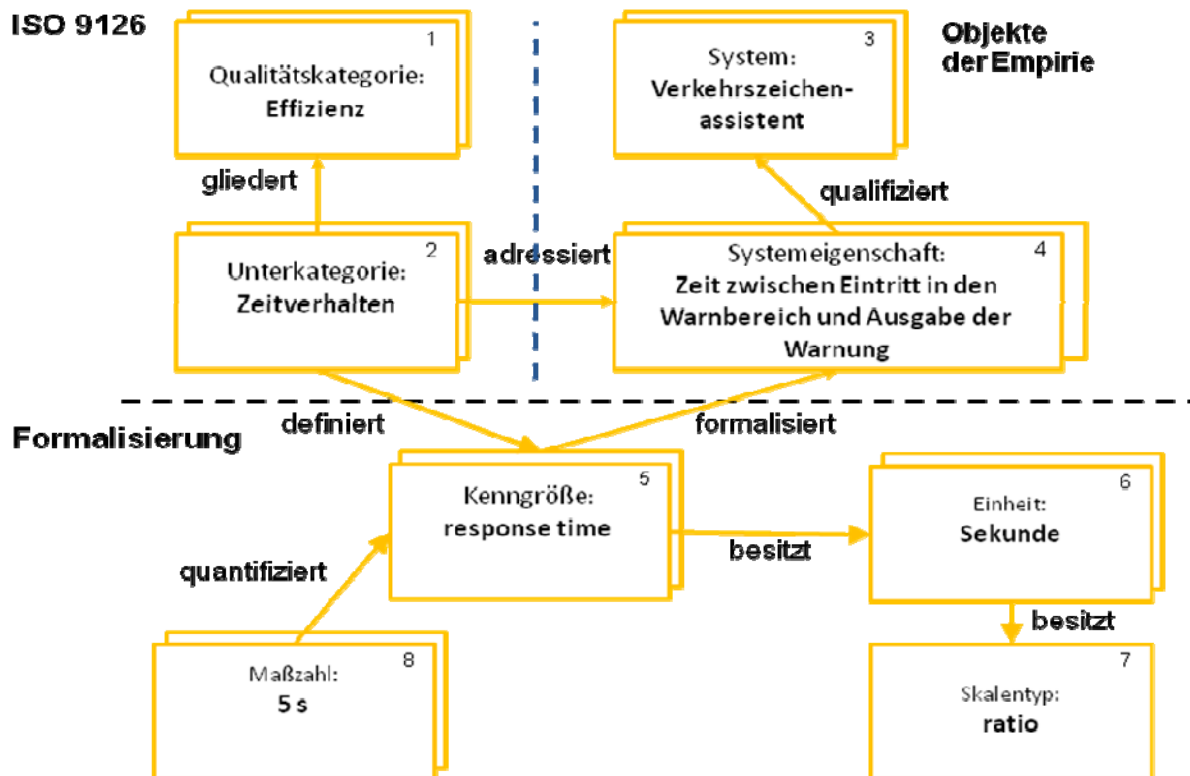 ISO 9126
1
Qualitätskategorie:
Effizienz
3
System:
Verkehrszeichen-
assistent
Objekte
der Empirie
gliedert
qualifiziert
2
Unterkategorie:
Zeitverhalten
adressiert
4
Systemeigenschaft:
Zeit zwischen Eintritt in den
Warnbereich und Ausgabe der
Warnung
definiert
formalisiert
Formalisierung
5
Kenngröße:
response time
besitzt
6
Einheit:
Sekunde
quantifiziert
besitzt
8
Maßzahl:
5 s
7
Skalentyp:
ratio